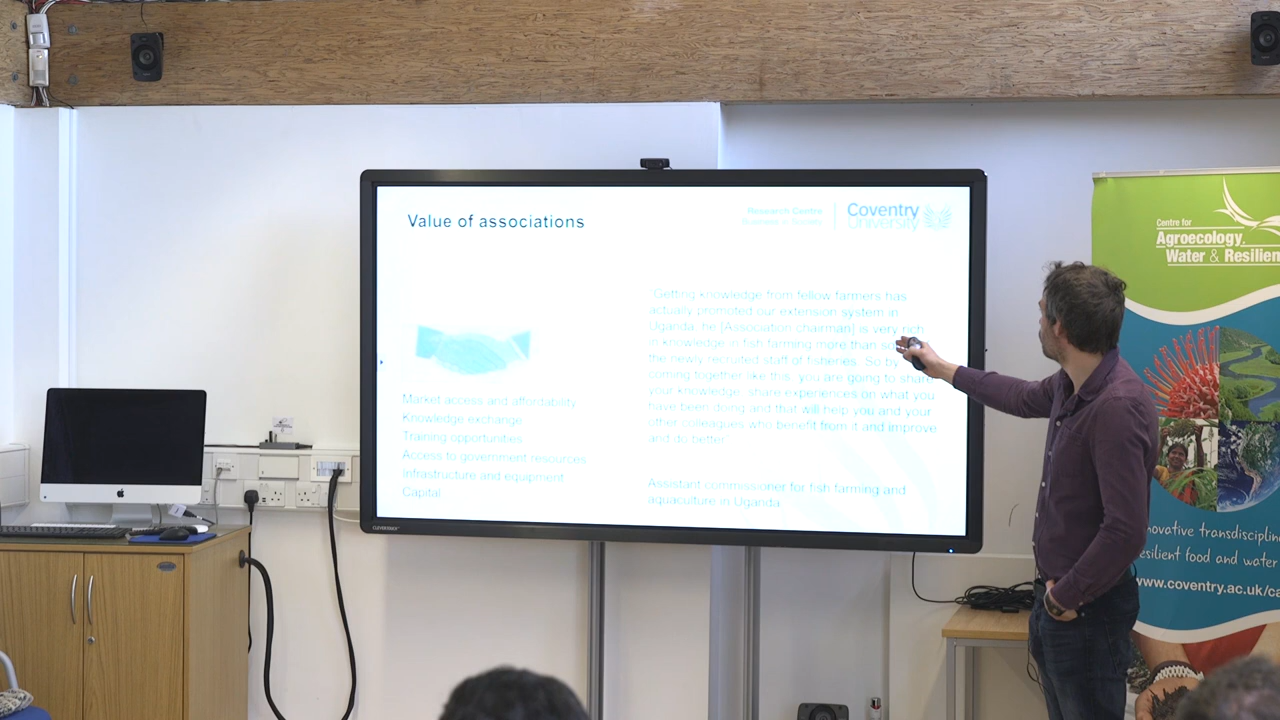 Value of associations
Research Centre
Coventry
University
"Getting knowledge from fellow farmers has
actually promoted our extension system in
Uganda, he [Association chairman] is very rich
in knowledge in fish farming more than
the newly recruited staff of fisheries. So by
coming together like this, you are going to share
your knowledge, share experiences on what you
have been doing and that will help you and your
other colleagues who benefit from it and improve
and do better
Assistant commissioner for fish farming and
aquaculture in Uganda
Market access and affordability
Knowledge exchange
Training opportunities
Access to government resources
Infrastructure and equipment
Capital
CLEVERTOUCH
Centre for
Agroecology,
Water & Resilien
novative transdisciplin
esilient food and water
www.coventry.ac.uk/ca